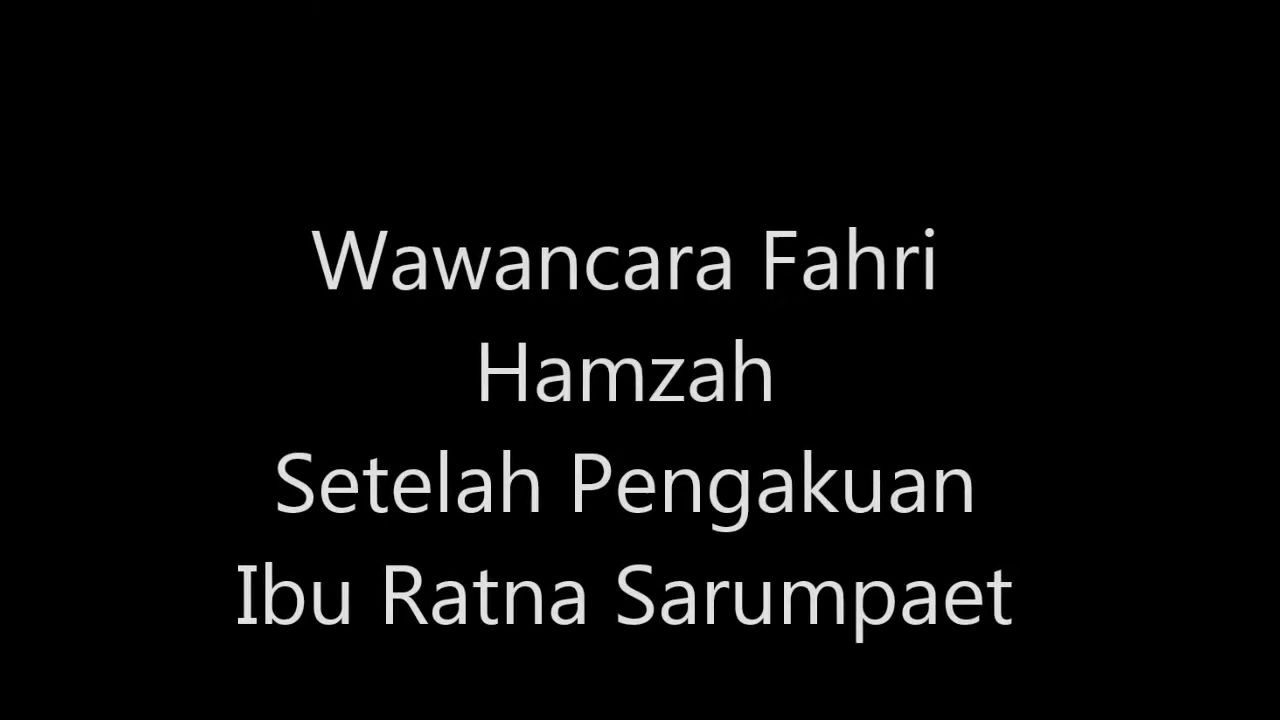 Wawancara Fahri
Hamzah
Setelah Pengakuan
Ibu Ratna Sarumpaet